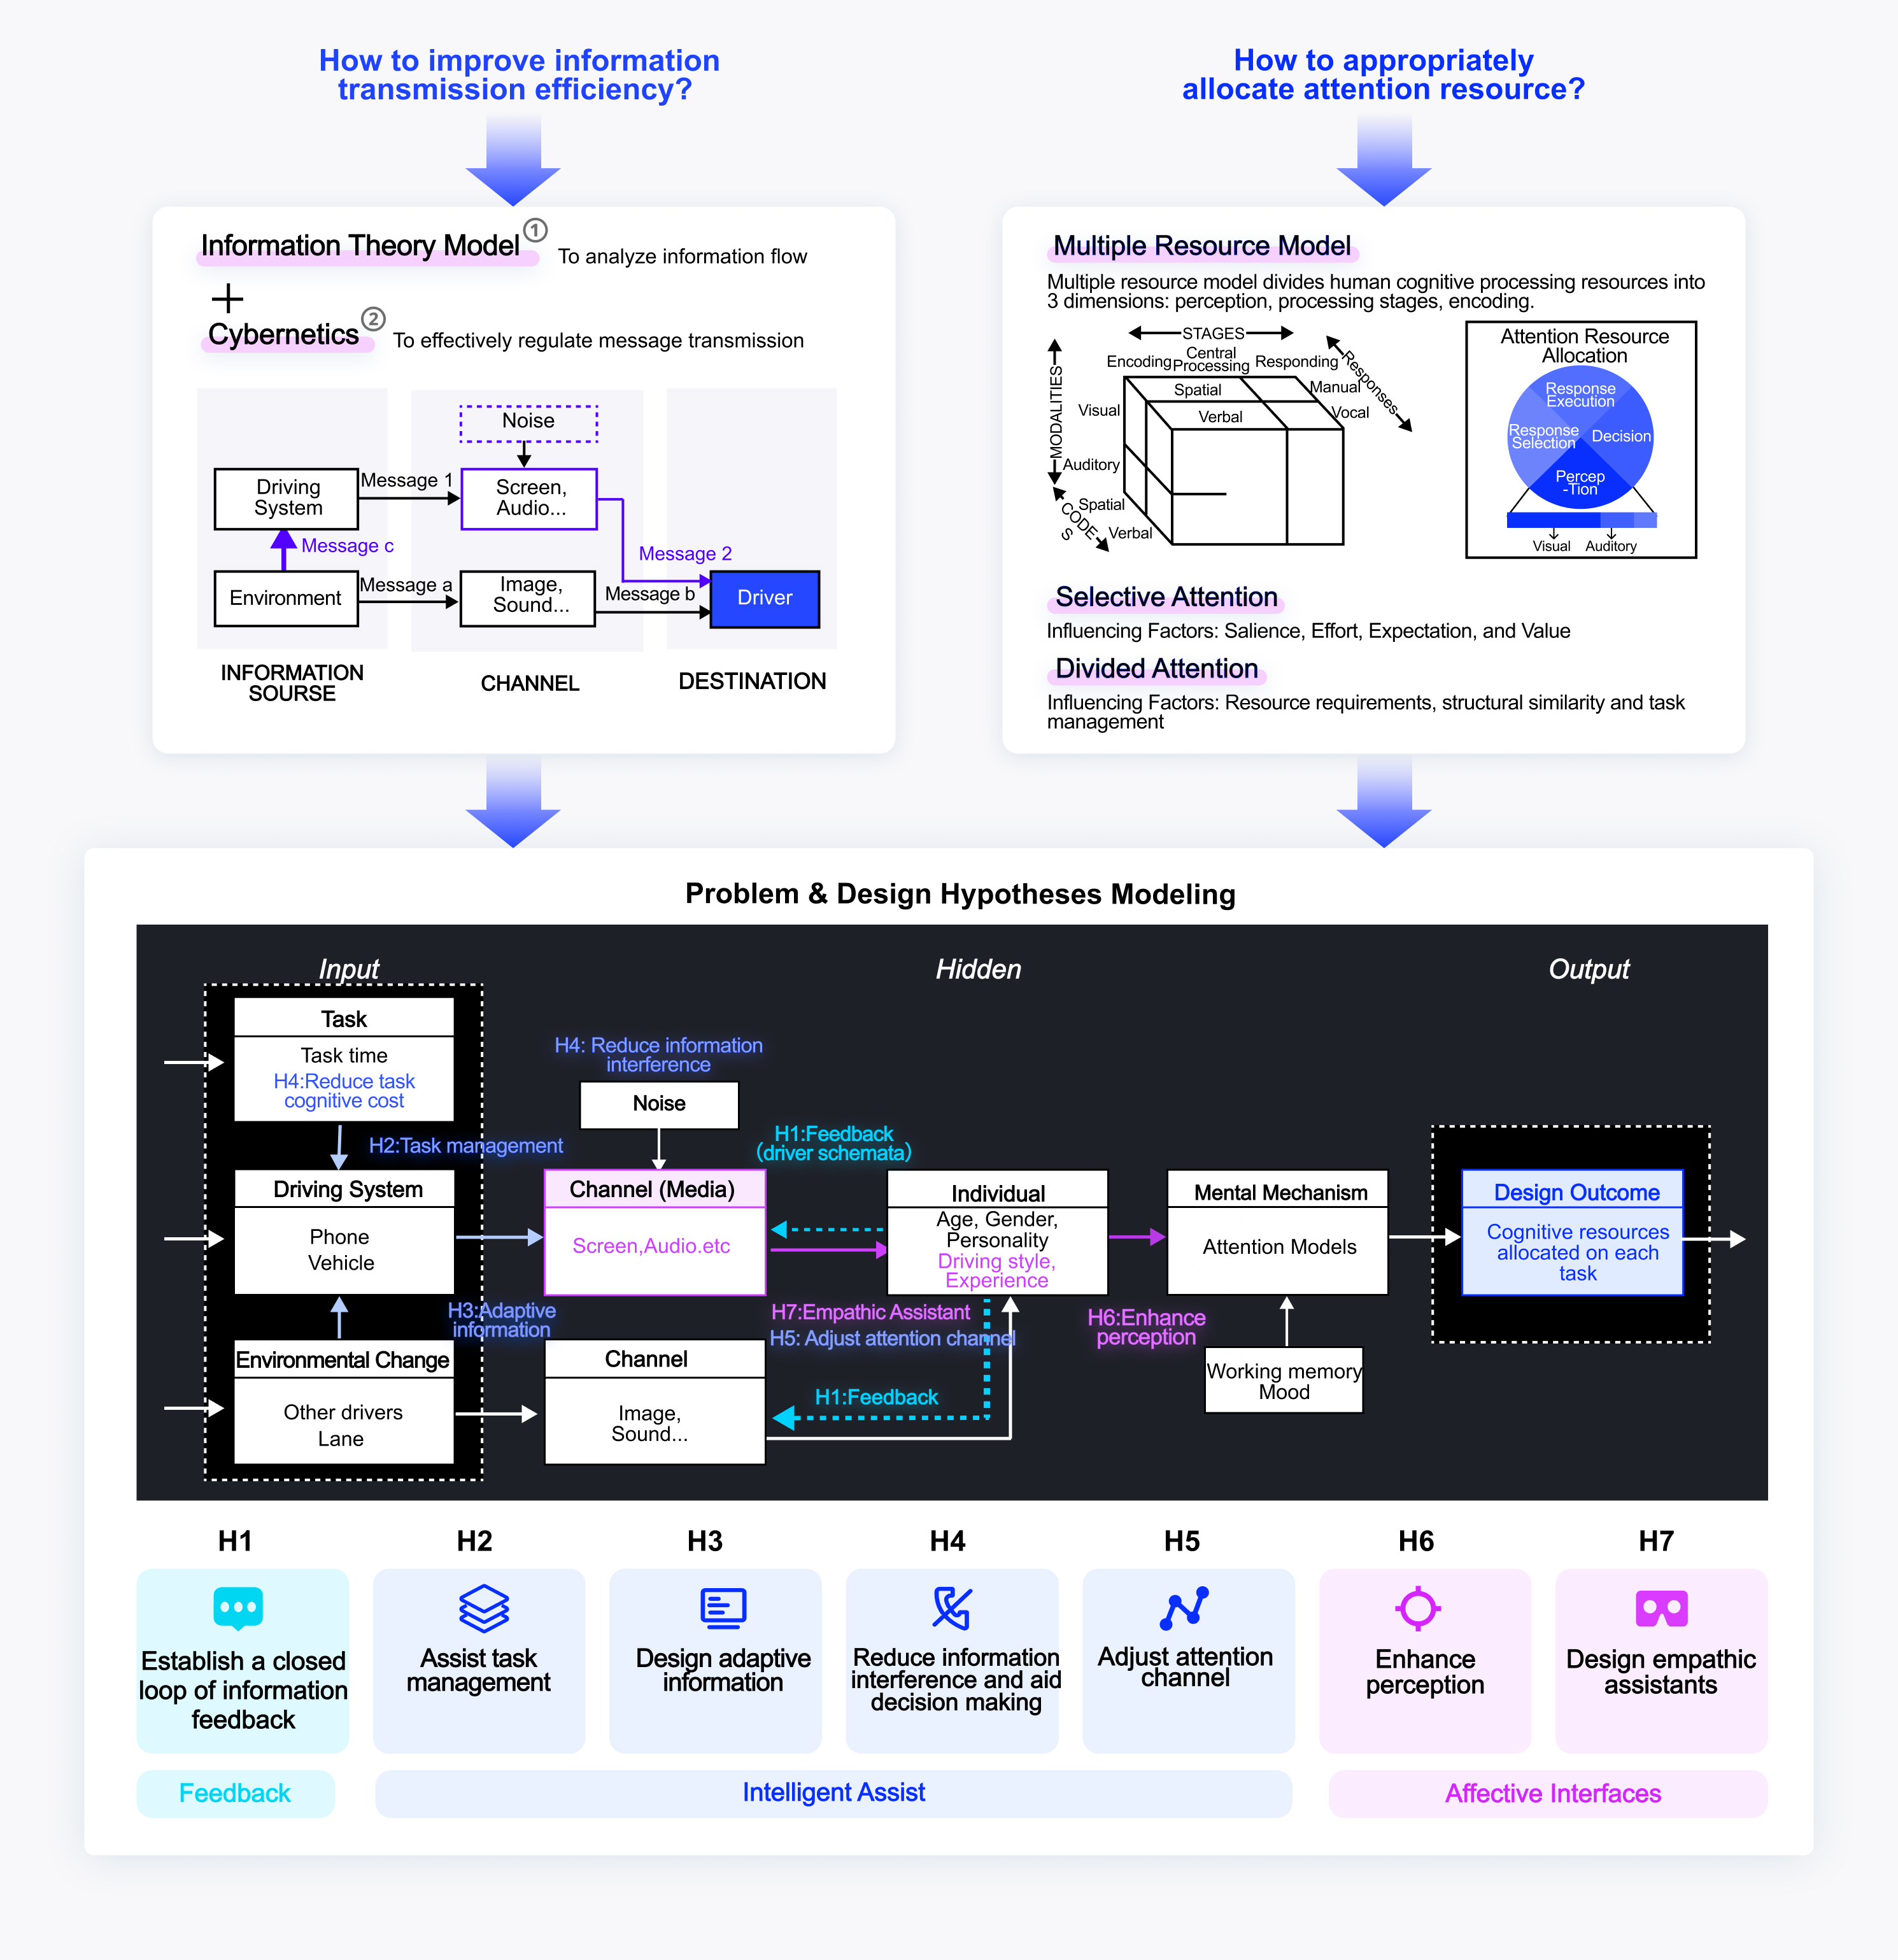 How to improve information
transmission efficiency?
How to appropriately
allocate attention resource?
Information Theory Model ①
To analyze information flow
+
Cybernetics ②
To effectively regulate message transmission
Noise
Driving
System
Message 1
Screen,
Audio...
Message c
Message 2
Environment
Message a
Image,
Sound...
Message b
Driver
INFORMATION
SOURSE
CHANNEL
DESTINATION
Multiple Resource Model
Multiple resource model divides human cognitive processing resources into
3 dimensions: perception, processing stages, encoding.
STAGES
Encoding
Central
Processing
Responding
Responses
MODALITIES
Spatial
Manual
Visual
Verbal
Vocal
Auditory
Spatial
CODE
S
Verbal
Attention Resource
Allocation
Response
Execution
Response
Selection
Decision
Percep
-Tion
Visual
Auditory
Selective Attention
Influencing Factors: Salience, Effort, Expectation, and Value
Divided Attention
Influencing Factors: Resource requirements, structural similarity and task
management
Problem & Design Hypotheses Modeling
Input
Hidden
Output
Task
Task time
H4:Reduce task
cognitive cost
H4: Reduce information
interference
Noise
H2:Task management
H1:Feedback
(driver schemata)
Driving System
Phone
Vehicle
Channel (Media)
Screen,Audio.etc
Individual
Age, Gender,
Personality
Driving style,
Experience
Mental Mechanism
Attention Models
Design Outcome
Cognitive resources
allocated on each
task
H3:Adaptive
information
H7:Empathic Assistant
H5: Adjust attention channel
H6:Enhance
perception
Environmental Change
Other drivers
Lane
Channel
Image,
Sound...
H1:Feedback
Working memory
Mood
H1
H2
H3
H4
H5
H6
H7
Establish a closed
loop of information
feedback
Assist task
management
Design adaptive
information
Reduce information
interference and aid
decision making
Adjust attention
channel
Enhance
perception
Design empathic
assistants
Feedback
Intelligent Assist
Affective Interfaces